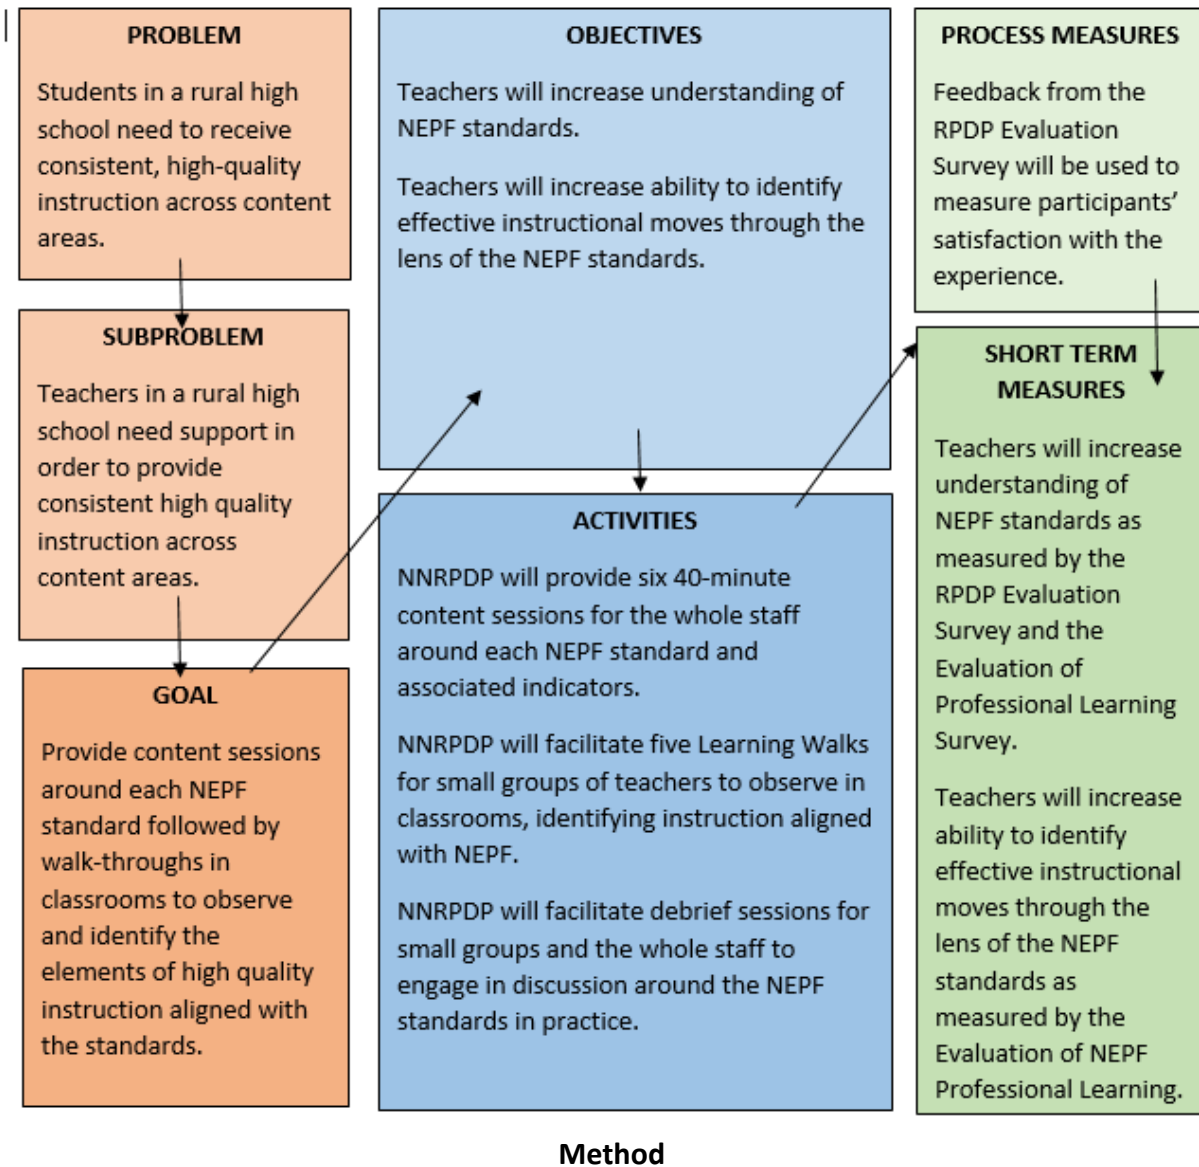 PROBLEM
Students in a rural high
school need to receive
consistent, high-quality
instruction across content
areas.
SUBPROBLEM
Teachers in a rural high
school need support in
order to provide
consistent high quality
instruction across
content areas.
GOAL
Provide content sessions
around each NEPF
standard followed by
walk-throughs in
classrooms to observe
and identify the
elements of high quality
instruction aligned with
the standards.
OBJECTIVES
Teachers will increase understanding of
NEPF standards.
Teachers will increase ability to identify
effective instructional moves through the
lens of the NEPF standards.
ACTIVITIES
NNRPDP will provide six 40-minute
content sessions for the whole staff
around each NEPF standard and
associated indicators.
NNRPDP will facilitate five Learning Walks
for small groups of teachers to observe in
classrooms, identifying instruction aligned
with NEPF.
NNRPDP will facilitate debrief sessions for
small groups and the whole staff to
engage in discussion around the NEPF
standards in practice.
PROCESS MEASURES
Feedback from the
RPDP Evaluation
Survey will be used to
measure participants’
satisfaction with the
experience.
SHORT TERM
MEASURES
Teachers will increase
understanding of
NEPF standards as
measured by the
RPDP Evaluation
Survey and the
Evaluation of
Professional Learning
Survey.
Teachers will increase
ability to identify
effective instructional
moves through the
lens of the NEPF
standards as
measured by the
Evaluation of NEPF
Professional Learning.
Method